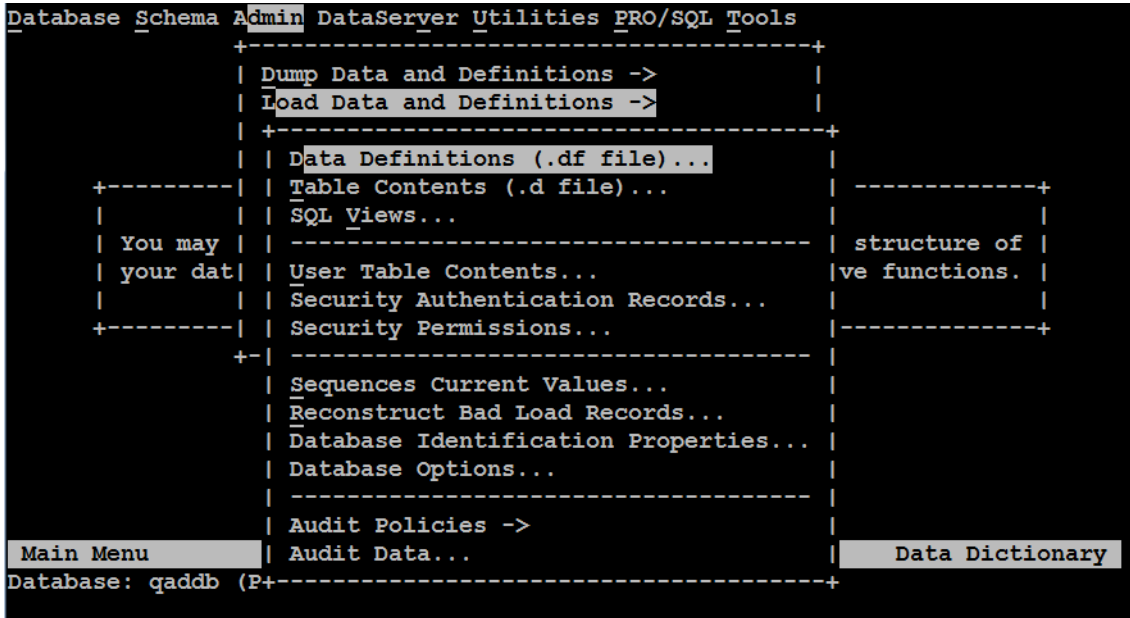 Database Schema Admin DataServer Utilities PRO/SQL Tools
Dump Data and Definitions ->
Load Data and Definitions ->
Data Definitions (.df file)...
Table Contents (.d file)...
SQL Views...
You may structure of
your dat User Table Contents... ve functions.
Security Authentication Records...
Security Permissions...
Sequences Current Values...
Reconstruct Bad Load Records...
Database Identification Properties...
Database Options...
Audit Policies ->
Main Menu Audit Data... Data Dictionary
Database: qaddb (P